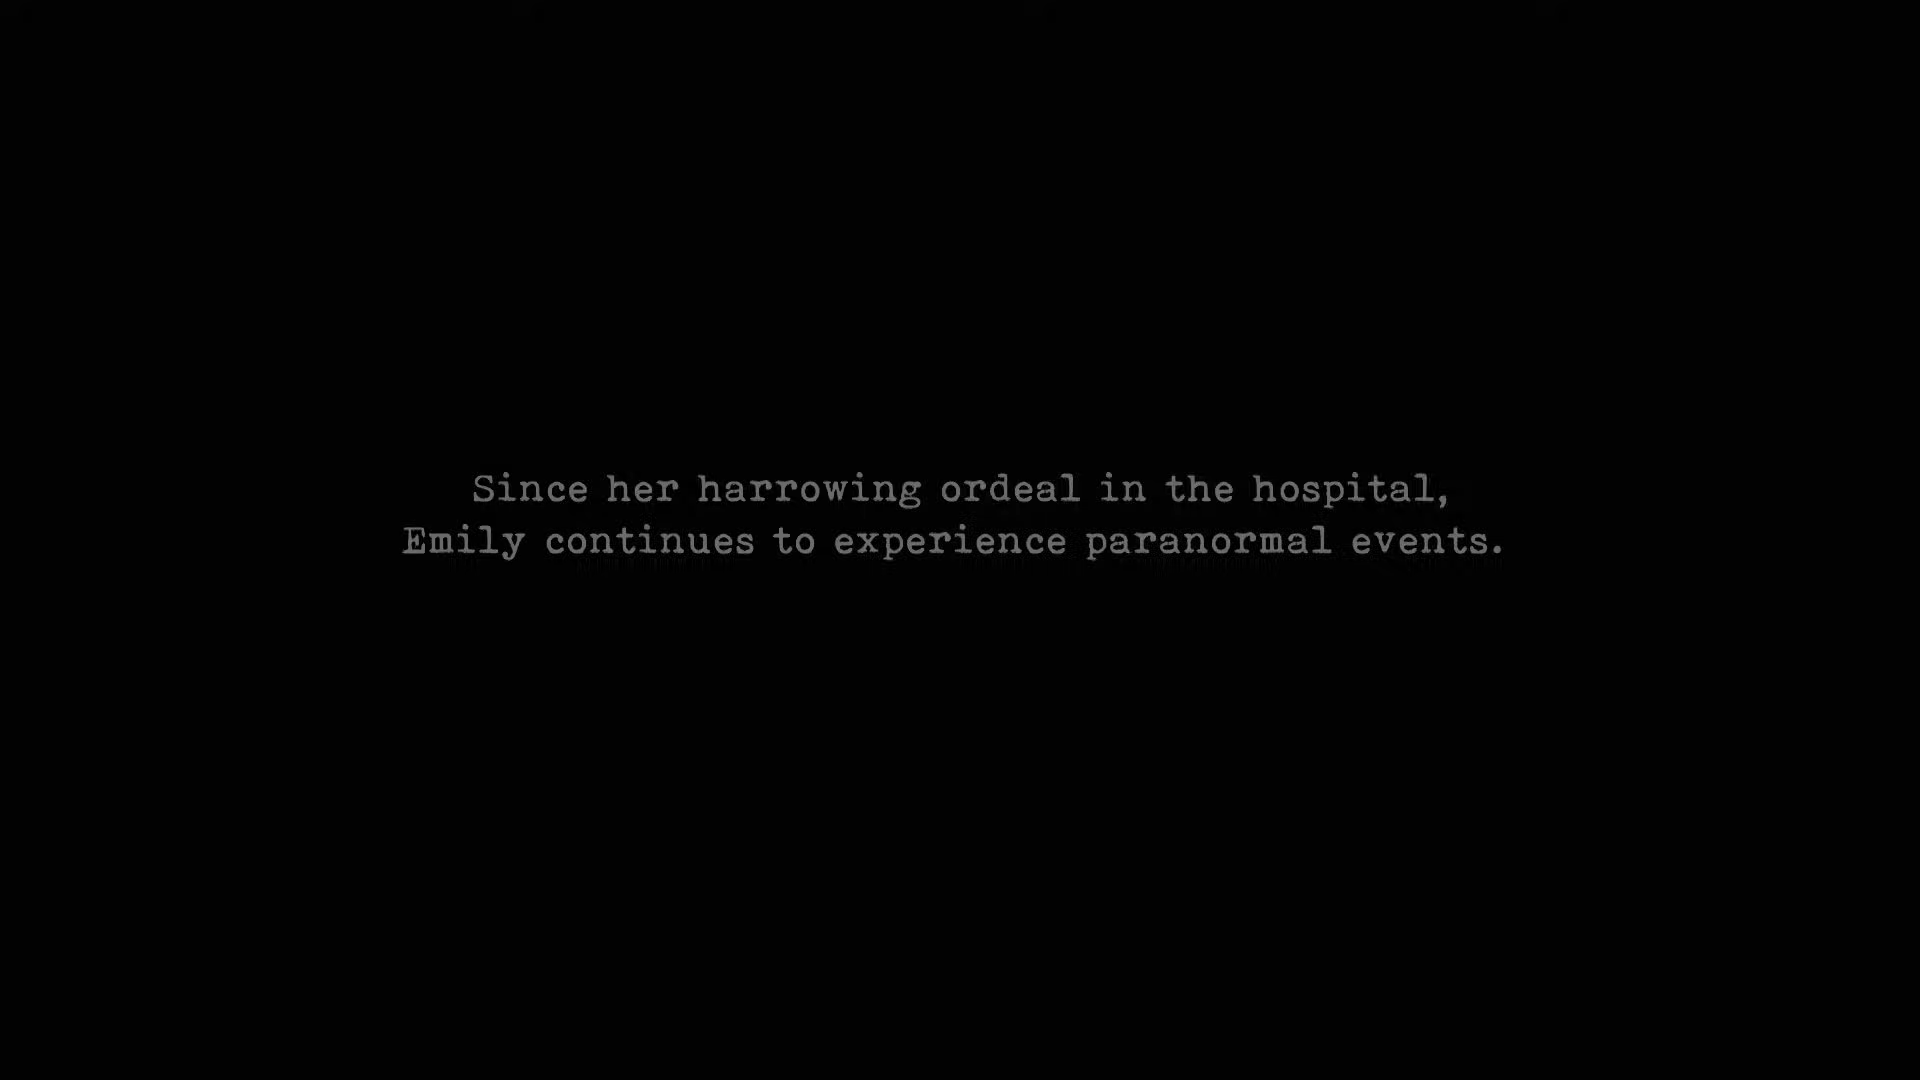 Since her harrowing ordeal in the hospital,
Emily continues to experience paranormal events.